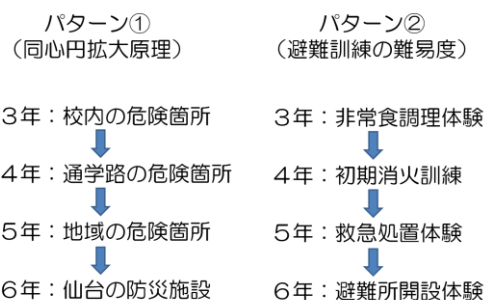 パターン①
（同心円拡大原理）
３年：校内の危険箇所
４年：通学路の危険箇所
５年：地域の危険箇所
６年：仙台の防災施設
パターン②
（避難訓練の難易度）
３年：非常食調理体験
４年：初期消火訓練
５年：救急処置体験
６年：避難所開設体験